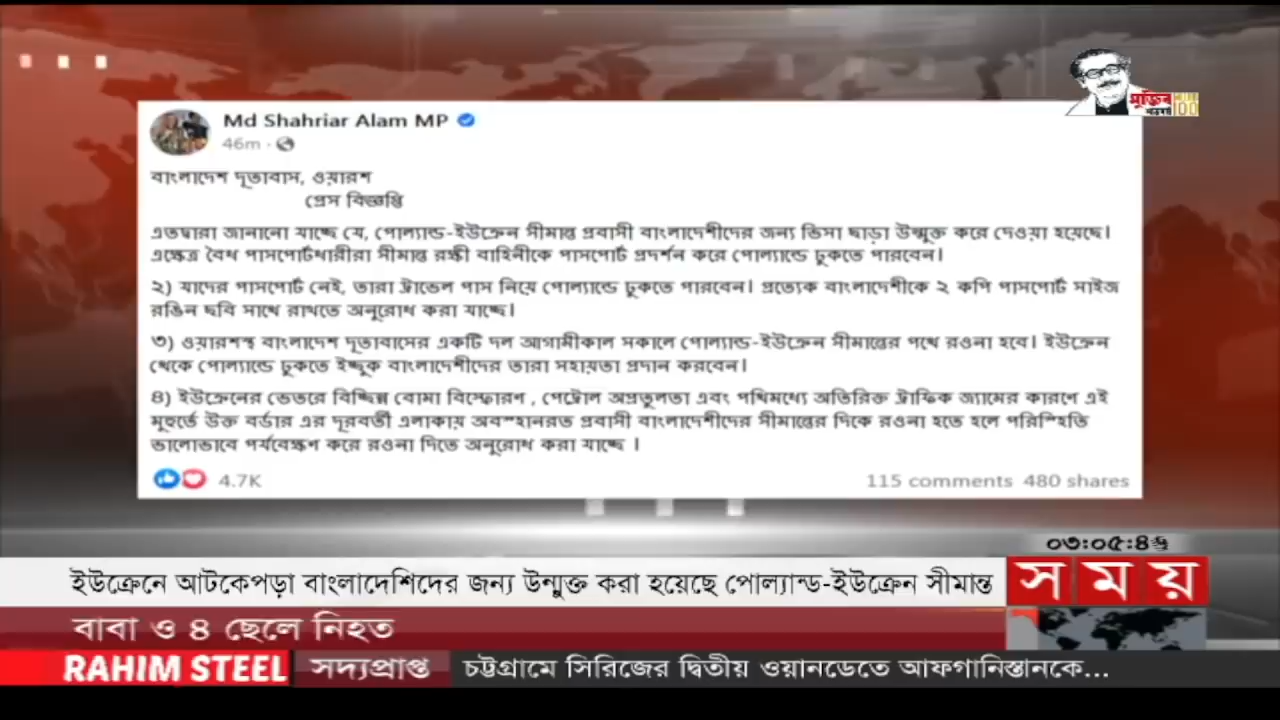 মুজিব
100
Md Shahriar Alam MP
46m ·
বাংলাদেশ দূতাবাস, ওয়ারশ
প্রেস বিজ্ঞপ্তি
এতদ্বারা জানানো যাচ্ছে যে, পোল্যান্ড-ইউক্রেন সীমান্ত প্রবাসী বাংলাদেশীদের জন্য ভিসা ছাড়া উন্মুক্ত করে দেওয়া হয়েছে।
এক্ষেত্র বৈধ পাসপোর্টধারীরা সীমান্ত রক্ষী বাহিনীকে পাসপোর্ট প্রদর্শন করে পোল্যান্ডে ঢুকতে পারবেন।
২) যাদের পাসপোর্ট নেই, তারা ট্রাভেল পাস নিয়ে পোল্যান্ডে ঢুকতে পারবেন। প্রত্যেক বাংলাদেশীকে ২ কপি পাসপোর্ট সাইজ
রঙিন ছবি সাথে রাখতে অনুরোধ করা যাচ্ছে।
৩) ওয়ারশস্থ বাংলাদেশ দূতাবাসের একটি দল আগামীকাল সকালে পোল্যান্ড-ইউক্রেন সীমান্তের পথে রওনা হবে। ইউক্রেন
থেকে পোল্যান্ডে ঢুকতে ইচ্ছুক বাংলাদেশীদের তারা সহায়তা প্রদান করবেন।
৪) ইউক্রেনের ভেতরে বিচ্ছিন্ন বোমা বিস্ফোরণ , পেট্রোল অপ্রতুলতা এবং পথিমধ্যে অতিরিক্ত ট্রাফিক জ্যামের কারণে এই
মূহুর্তে উক্ত বর্ডার এর দূরবর্তী এলাকায় অবস্হানরত প্রবাসী বাংলাদেশীদের সীমান্তের দিকে রওনা হতে হলে পরিস্হিতি
ভালোভাবে পর্যবেক্ষণ করে রওনা দিতে অনুরোধ করা যাচ্ছে ।
4.7K
115 comments 480 shares
ইউক্রেনে আটকেপড়া বাংলাদেশিদের জন্য উন্মুক্ত করা হয়েছে পোল্যান্ড-ইউক্রেন সীমান্ত
সময়
বাবা ও ৪ ছেলে নিহত
RAHIM STEEL সদ্যপ্রাপ্ত চট্টগ্রামে সিরিজের দ্বিতীয় ওয়ানডেতে আফগানিস্তানকে...